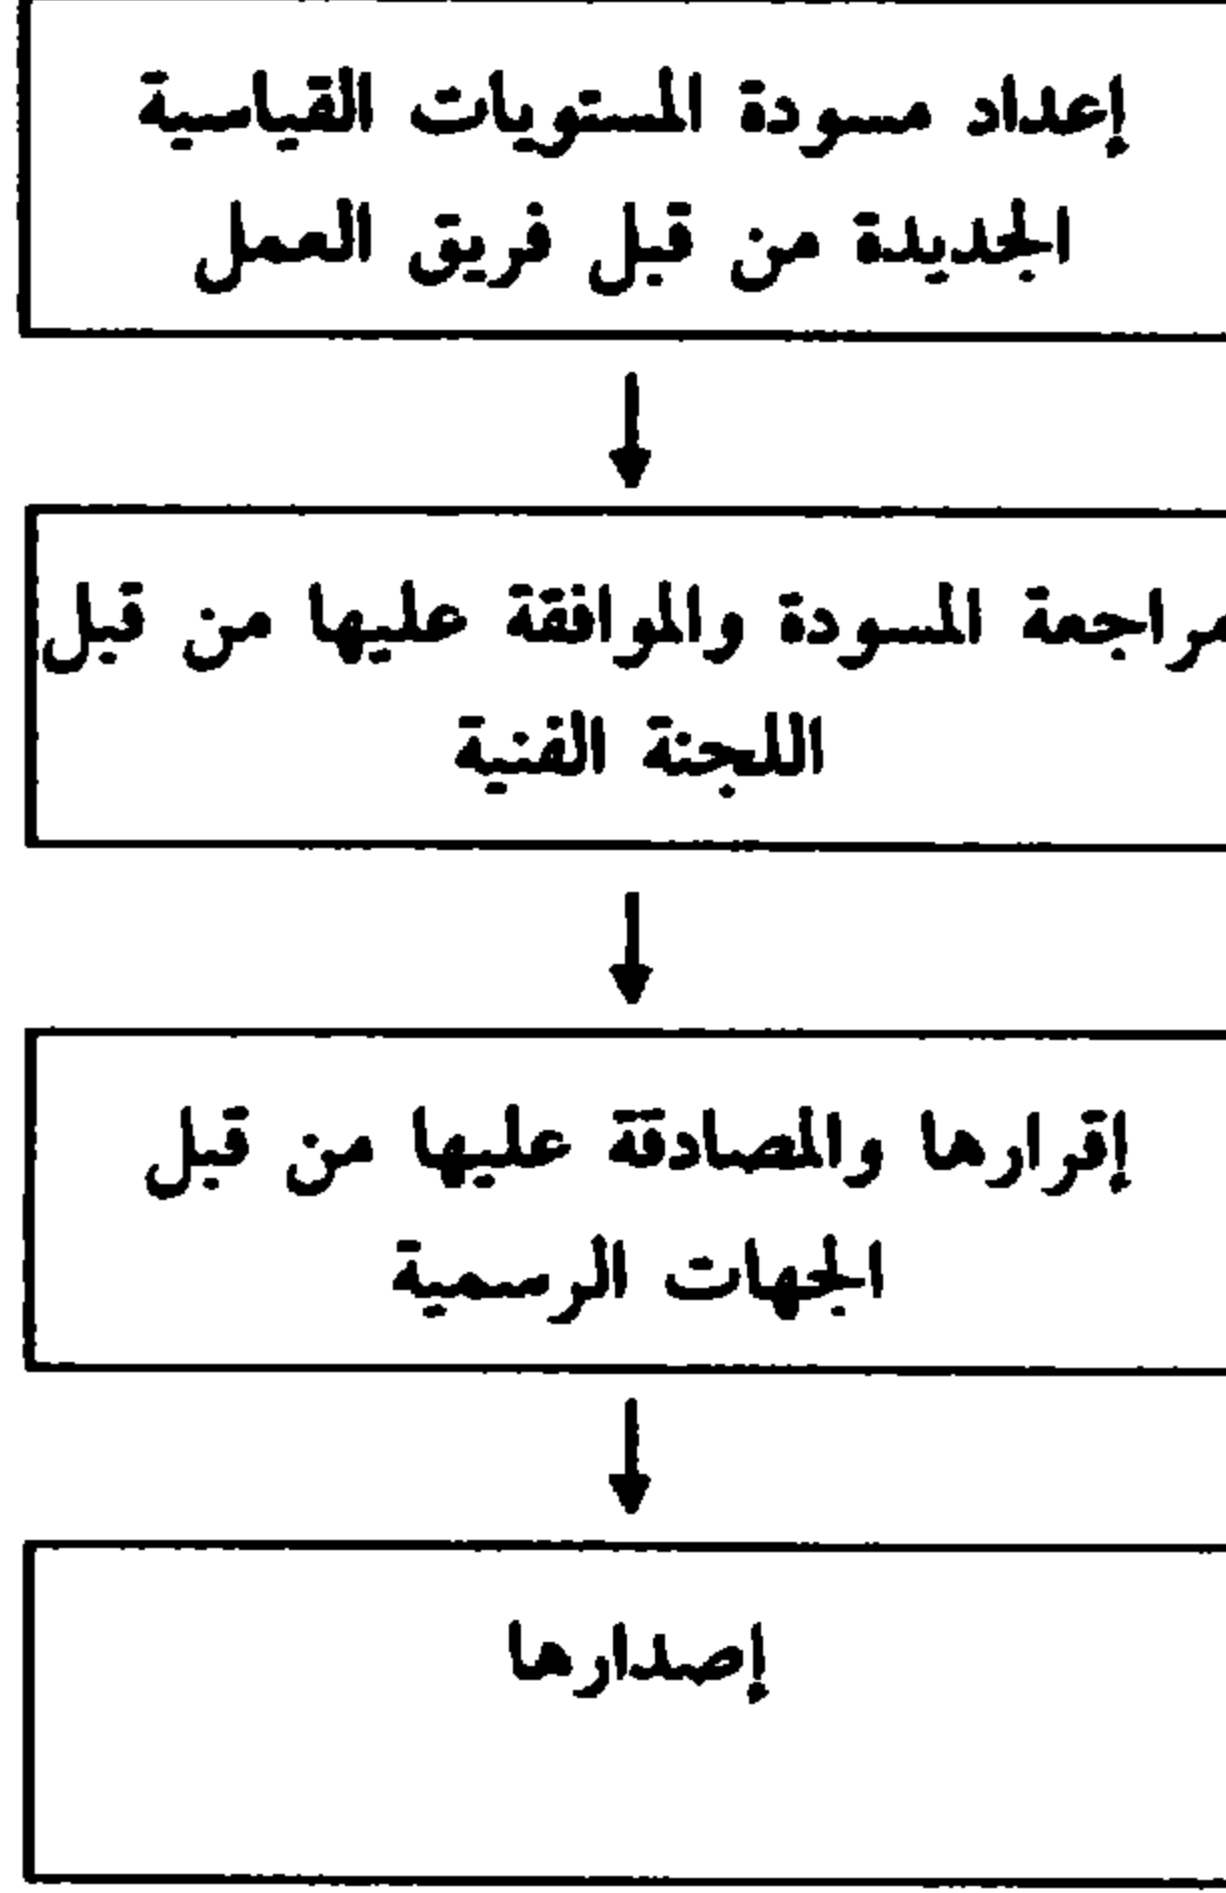 إعداد مسودة المستويات القياسية
الجديدة من قبل فريق العمل
مراجعة المسودة والموافقة عليها من قبل
اللجنة الفنية
إقرارها والمصادقة عليها من قبل
الجهات الرسمية
إصدارها